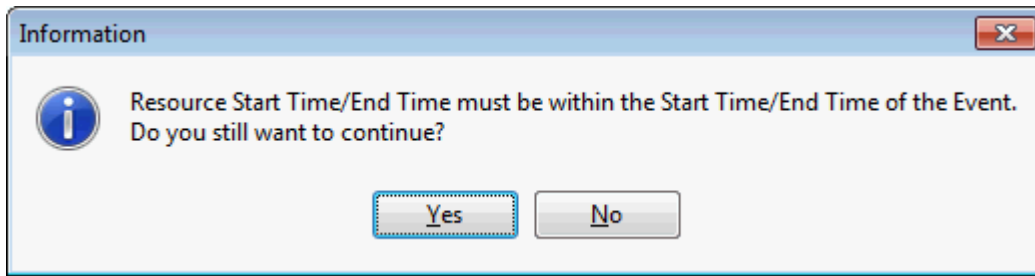 Information
Resource Start Time/End Time must be within the Start Time/End Time of the Event.
Do you still want to continue?
Yes
No